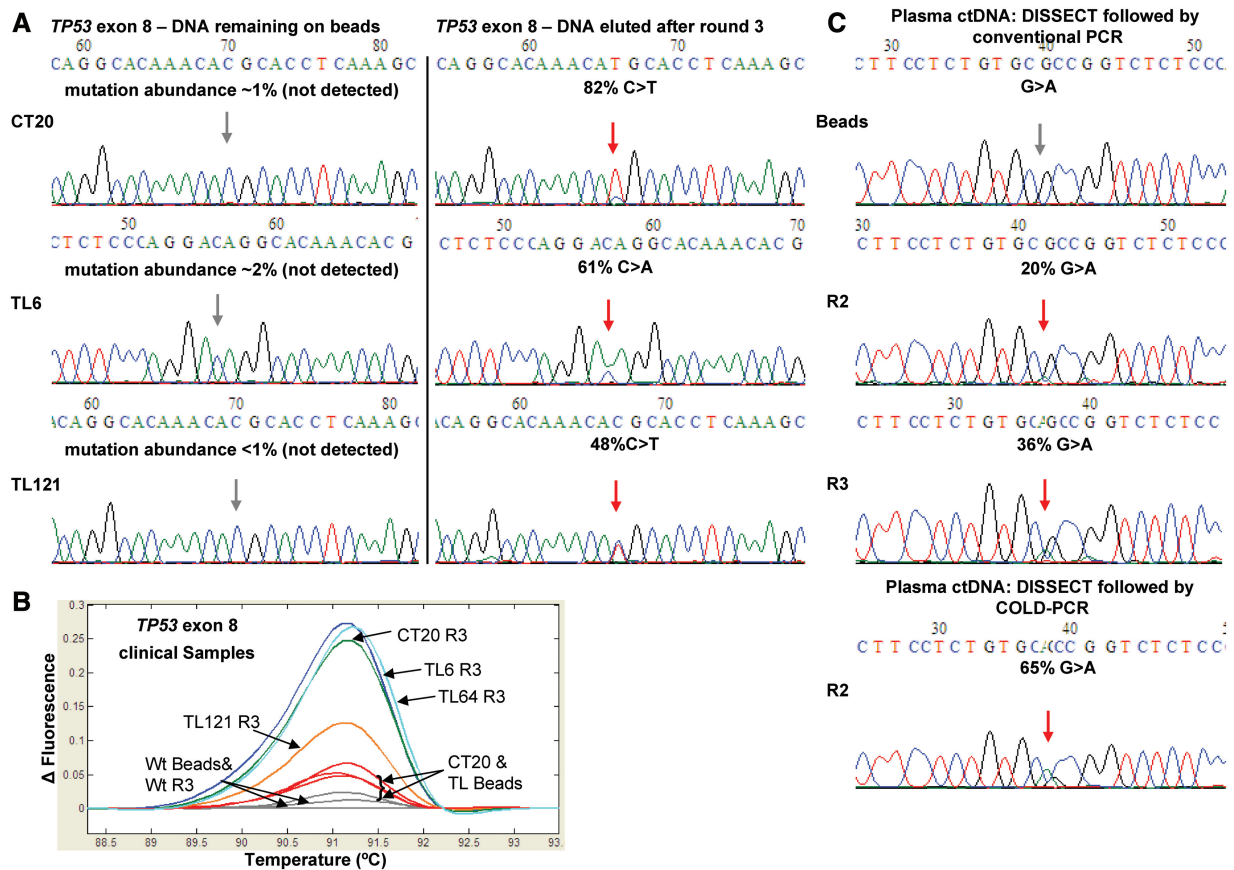 A
TP53 exon 8 – DNA remaining on beads
60 70 80
CAGGCACAAACACGCACCTCAAAGC
mutation abundance ~1% (not detected)
CT20
50 60
CTCTCCCAGGACAGGCACAAACACG
mutation abundance ~2% (not detected)
TL6
60 70 80
ACAGGCACAAACACGCACCTCAAAGC
mutation abundance <1% (not detected)
TL121
TP53 exon 8 – DNA eluted after round 3
60 70
CAGGCACAAACATGCACCTCAAAGC
82% C>T
50 60 70
CTCTCCCAGGACAGGCACAAACACG
61% C>A
60 70
ACAGGCACAAACACGCACCTCAAAGC
48%C>T
B
TP53 exon 8
clinical Samples
CT20 R3
TL6 R3
TL64 R3
TL121 R3
Wt Beads&
Wt R3
CT20 &
TL Beads
Δ Fluorescence
0.3
0.25
0.2
0.15
0.1
0.05
0
88.5 89 89.5 90 90.5 91 91.5 92 92.5 93 93.
Temperature (ºC)
C
Plasma ctDNA: DISSECT followed by
conventional PCR
30 40 50
CTTCCTCTGTGCGCCGGTCTCTCCC
G>A
Beads
30 40 50
CTTCCTCTGTGCGCCGGTCTCTCCC
20% G>A
R2
30 40
CTTCCTCTGTGCAGCCGGTCTCTCC
36% G>A
R3
Plasma ctDNA: DISSECT followed by
COLD-PCR
30 40
65% G>A
R2